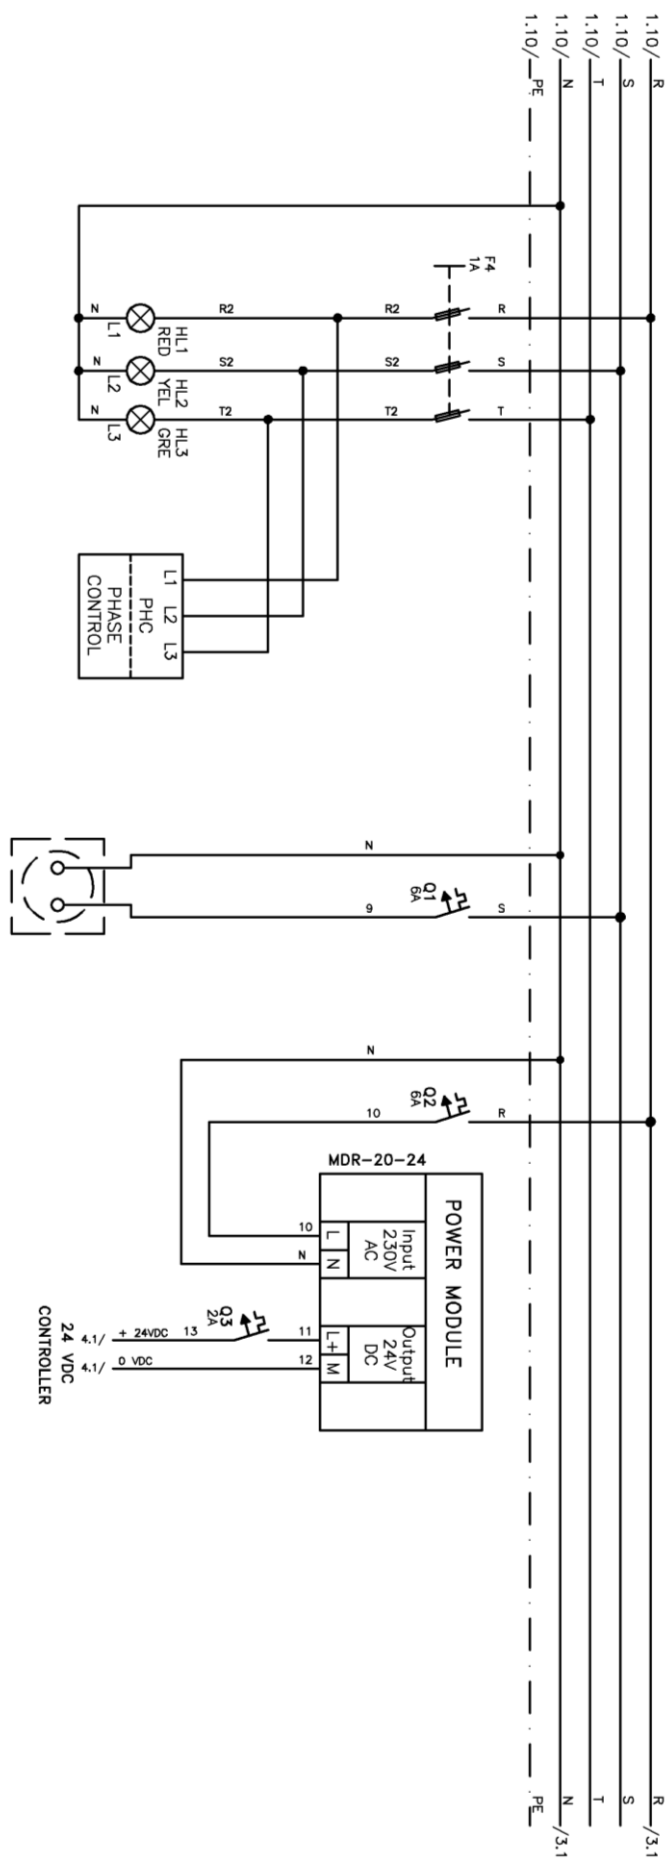 1.10/ R
1.10/ S
1.10/ T
1.10/ N
1.10/ PE
F4
1A
R
S
T
R2
S2
T2
R2
S2
T2
HL1
RED
HL2
YEL
HL3
GRE
N
L1
N
L2
N
L3
L1 L2 L3
PHC
PHASE
CONTROL
N
S
Q1
6A
9
N
R
Q2
6A
10
MDR-20-24
POWER MODULE
Input
230V
AC
L
N
10
N
Output
24V
DC
L+
M
11
12
Q3
2A
13
+ 24VDC
4.1/
0 VDC
4.1/
24 VDC
CONTROLLER
R /3.1
S
T
N /3.1
PE